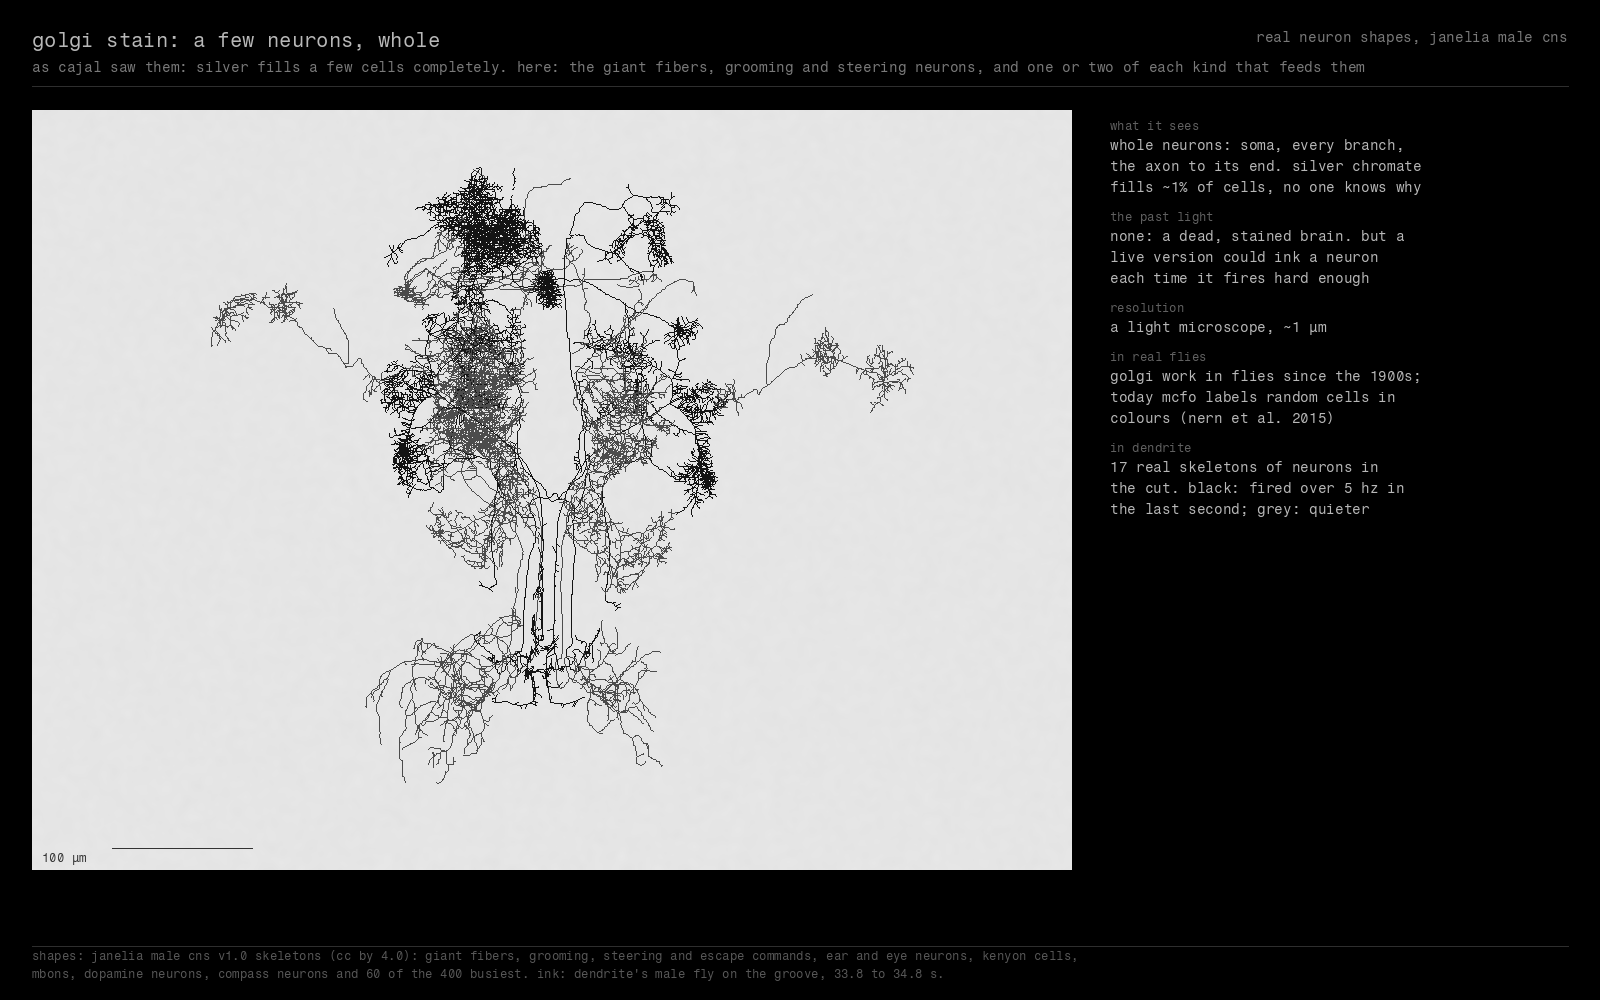 golgi stain: a few neurons, whole
real neuron shapes, janelia male cns
as cajal saw them: silver fills a few cells completely. here: the giant fibers, grooming and steering neurons, and one or two of each kind that feeds them
what it sees
whole neurons: soma, every branch,
the axon to its end. silver chromate
fills ~1% of cells, no one knows why
the past light
none: a dead, stained brain. but a
live version could ink a neuron
each time it fires hard enough
resolution
a light microscope, ~1 µm
in real flies
golgi work in flies since the 1900s;
today mcfo labels random cells in
colours (nern et al. 2015)
in dendrite
17 real skeletons of neurons in
the cut. black: fired over 5 hz in
the last second; grey: quieter
100 µm
shapes: janelia male cns v1.0 skeletons (cc by 4.0): giant fibers, grooming, steering and escape commands, ear and eye neurons, kenyon cells,
mbons, dopamine neurons, compass neurons and 60 of the 400 busiest. ink: dendrite's male fly on the groove, 33.8 to 34.8 s.